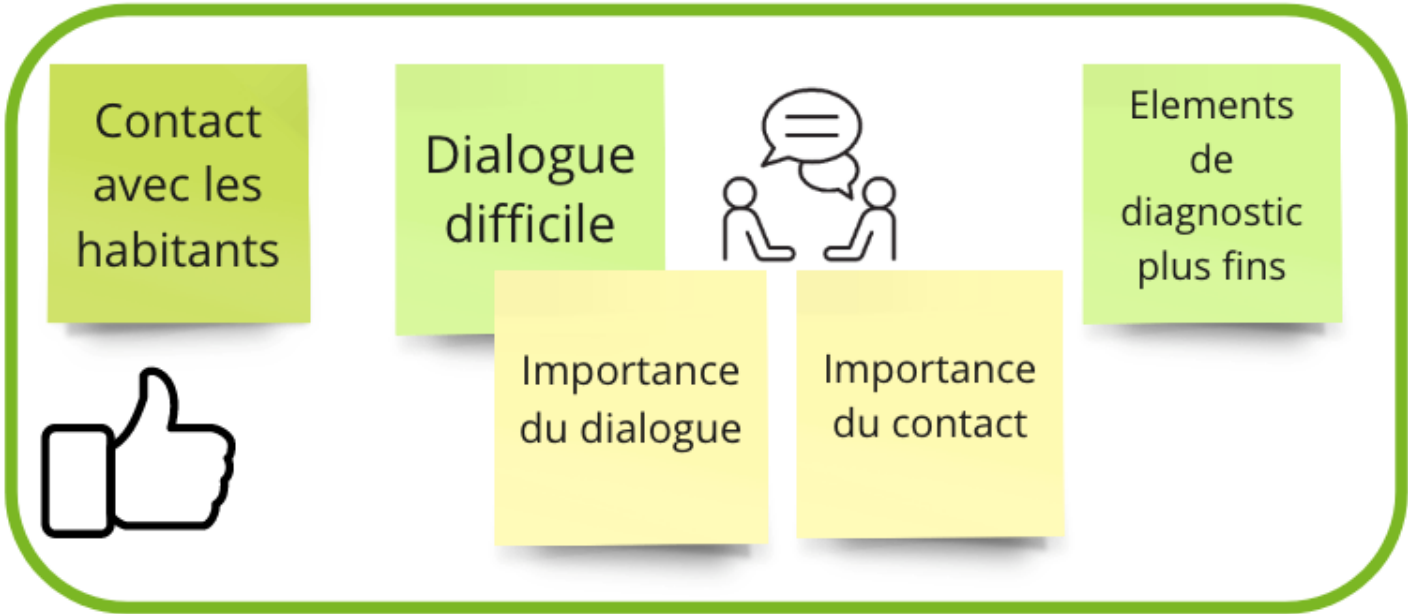 Contact
avec les
habitants
Dialogue
difficile
Importance
du dialogue
Importance
du contact
Elements
de
diagnostic
plus fins